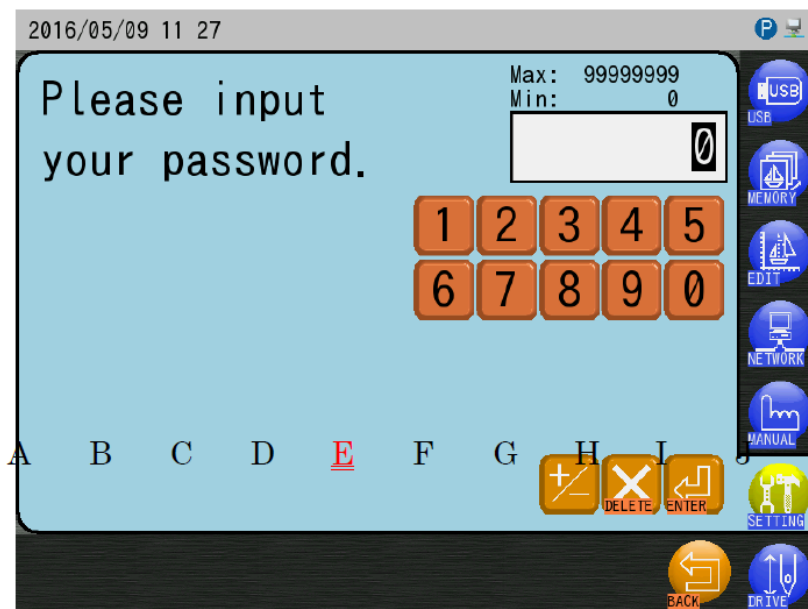 2016/05/09 11 27
P
Please input
your password.
Max: 99999999
Min: 0
0
1 2 3 4 5
6 7 8 9 0
USB
USB
MEMORY
EDIT
NETWORK
MANUAL
A B C D E F G H I J
+/-
DELETE ENTER
SETTING
BACK
DRIVE